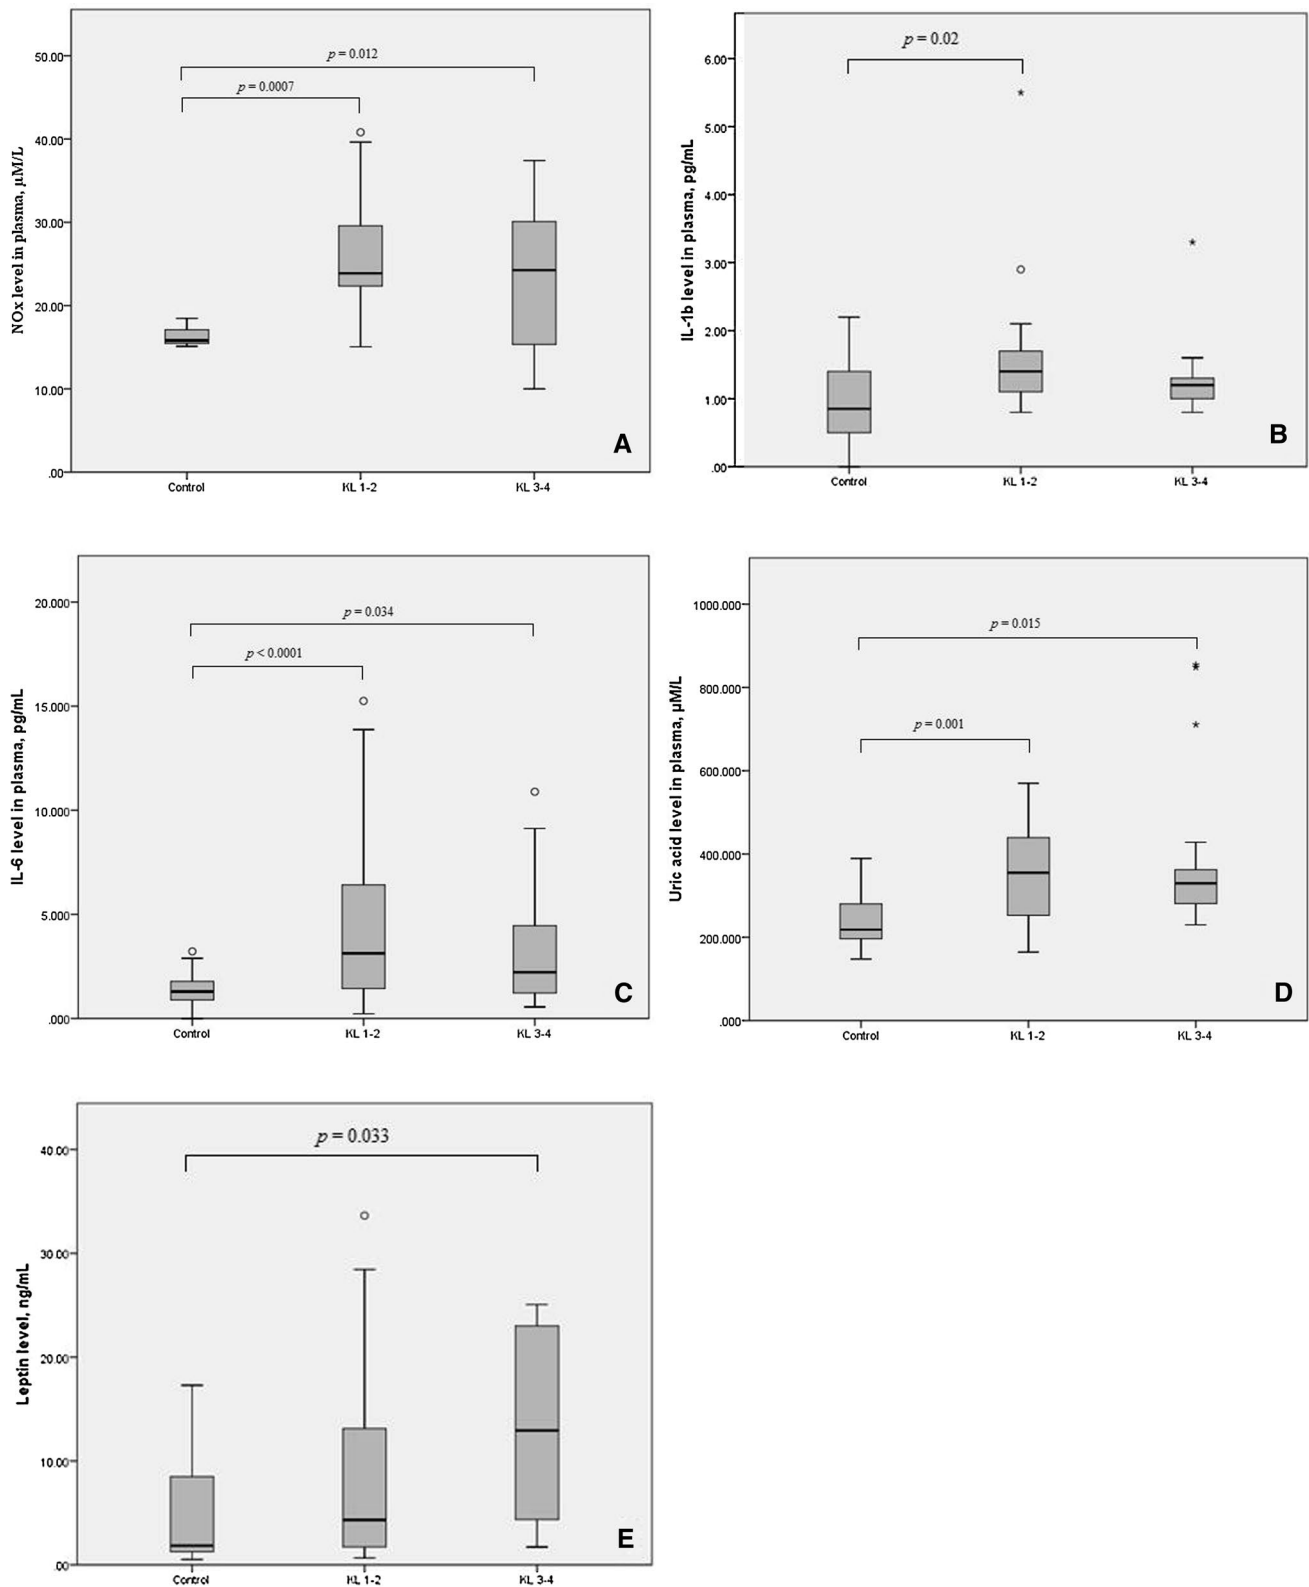 p = 0.012
p = 0.0007
50.00
40.00
30.00
20.00
10.00
.00
NOx level in plasma, µM/L
Control
KL 1-2
KL 3-4
A
p = 0.02
6.00
5.00
4.00
3.00
2.00
1.00
.00
IL-1b level in plasma, pg/mL
Control
KL 1-2
KL 3-4
B
p = 0.034
p < 0.0001
20.000
15.000
10.000
5.000
.000
IL-6 level in plasma, pg/mL
Control
KL 1-2
KL 3-4
C
p = 0.015
p = 0.001
1000.000
800.000
600.000
400.000
200.000
.000
Uric acid level in plasma, µM/L
Control
KL 1-2
KL 3-4
D
p = 0.033
40.00
30.00
20.00
10.00
.00
Leptin level, ng/mL
Control
KL 1-2
KL 3-4
E